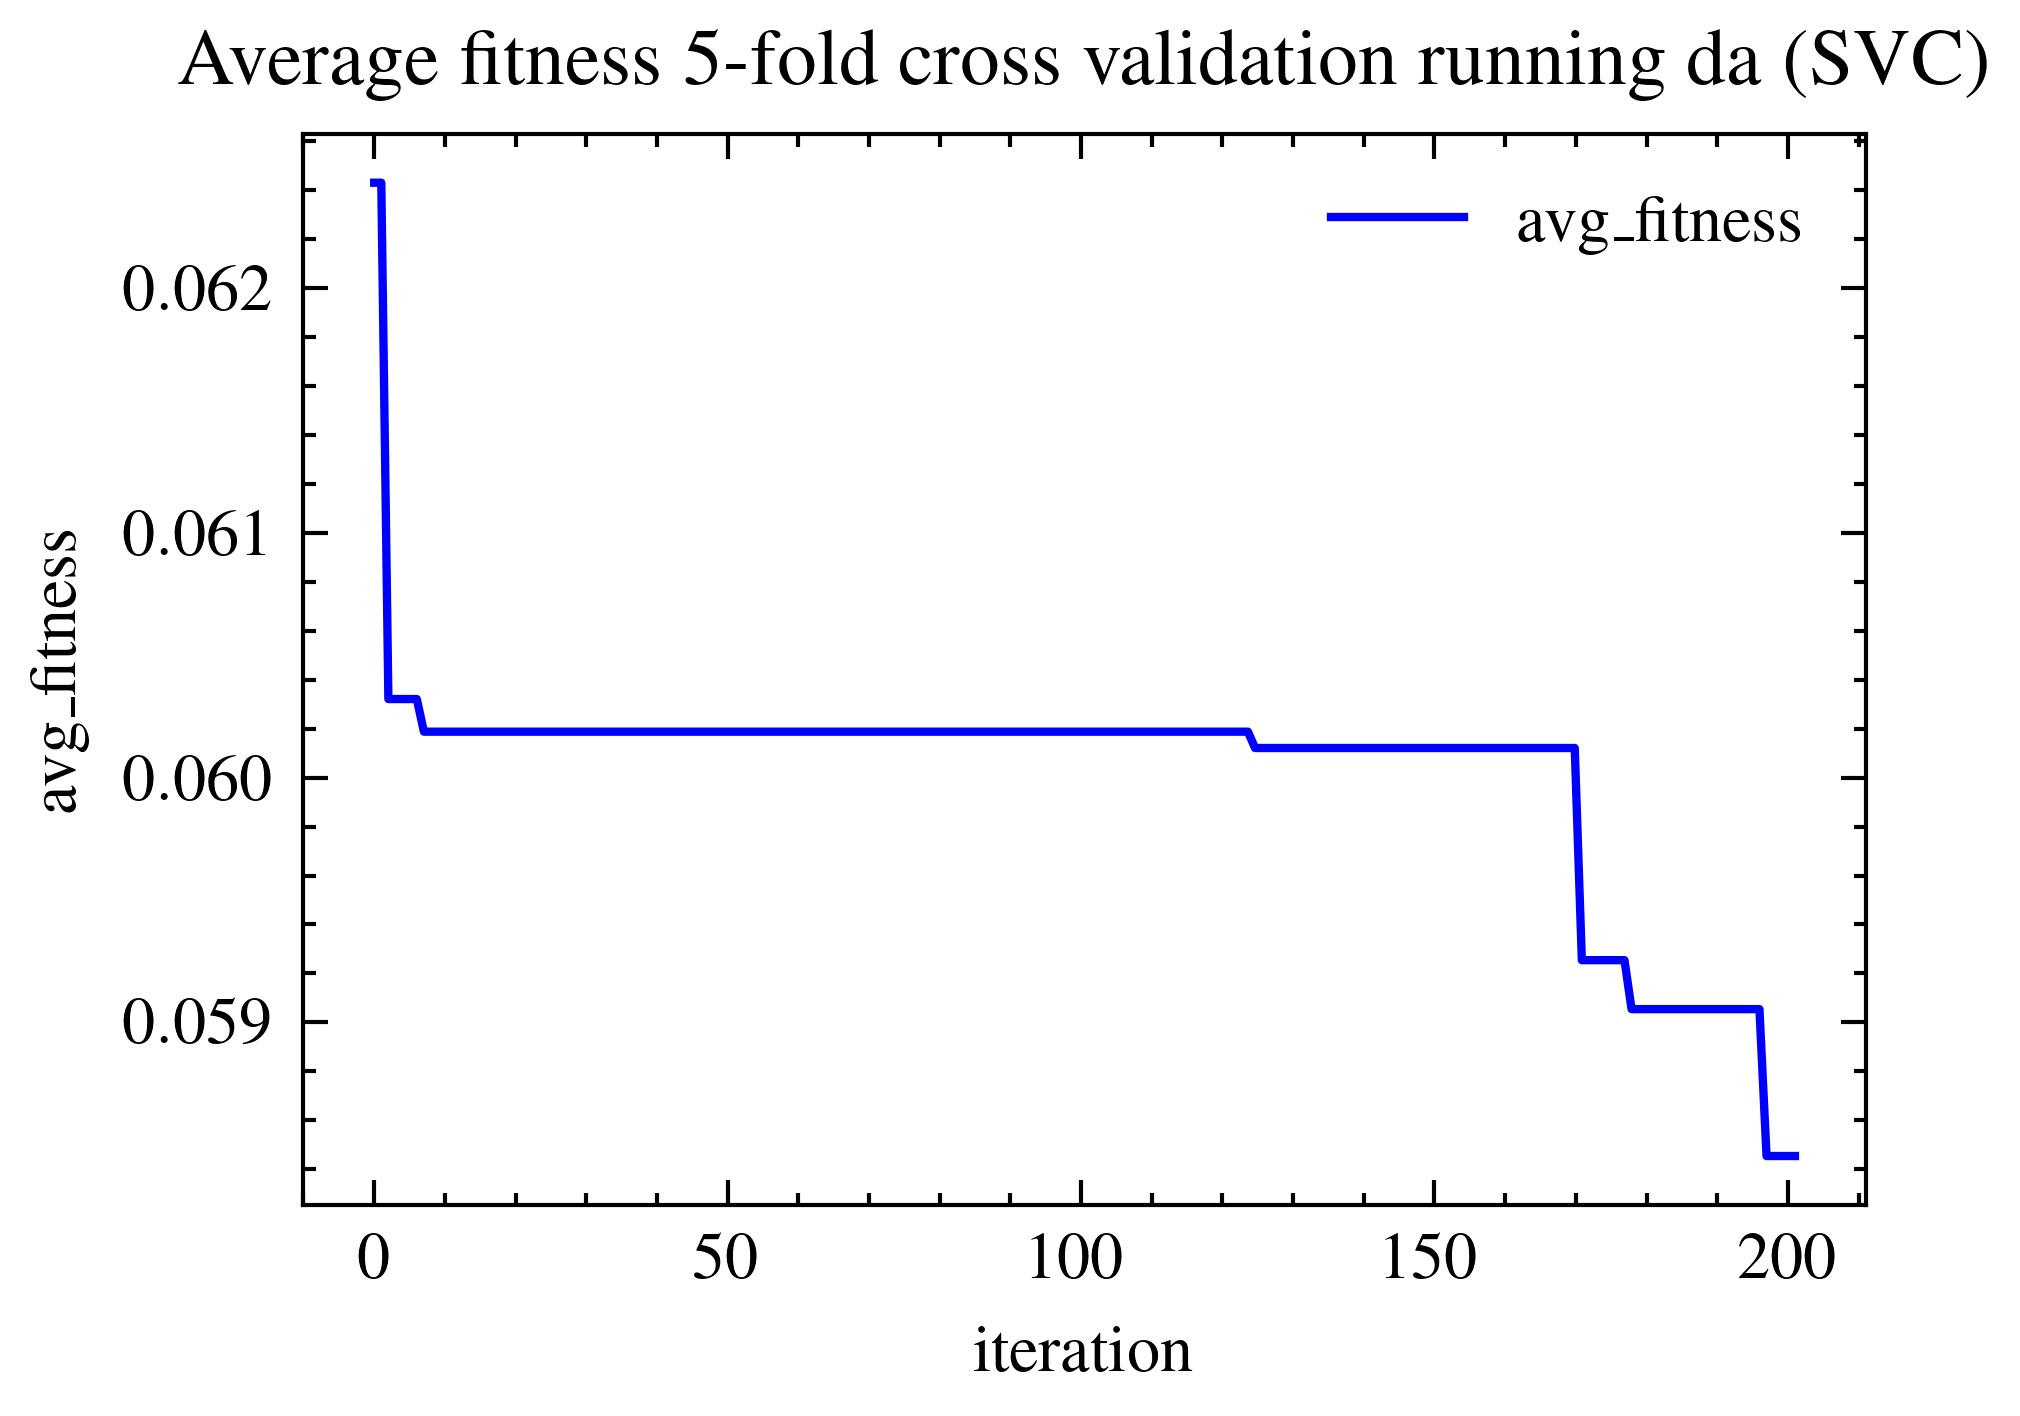 Average fitness 5-fold cross validation running da (SVC)
avg_fitness
0.062
0.061
0.060
0.059
avg_fitness
0 50 100 150 200
iteration